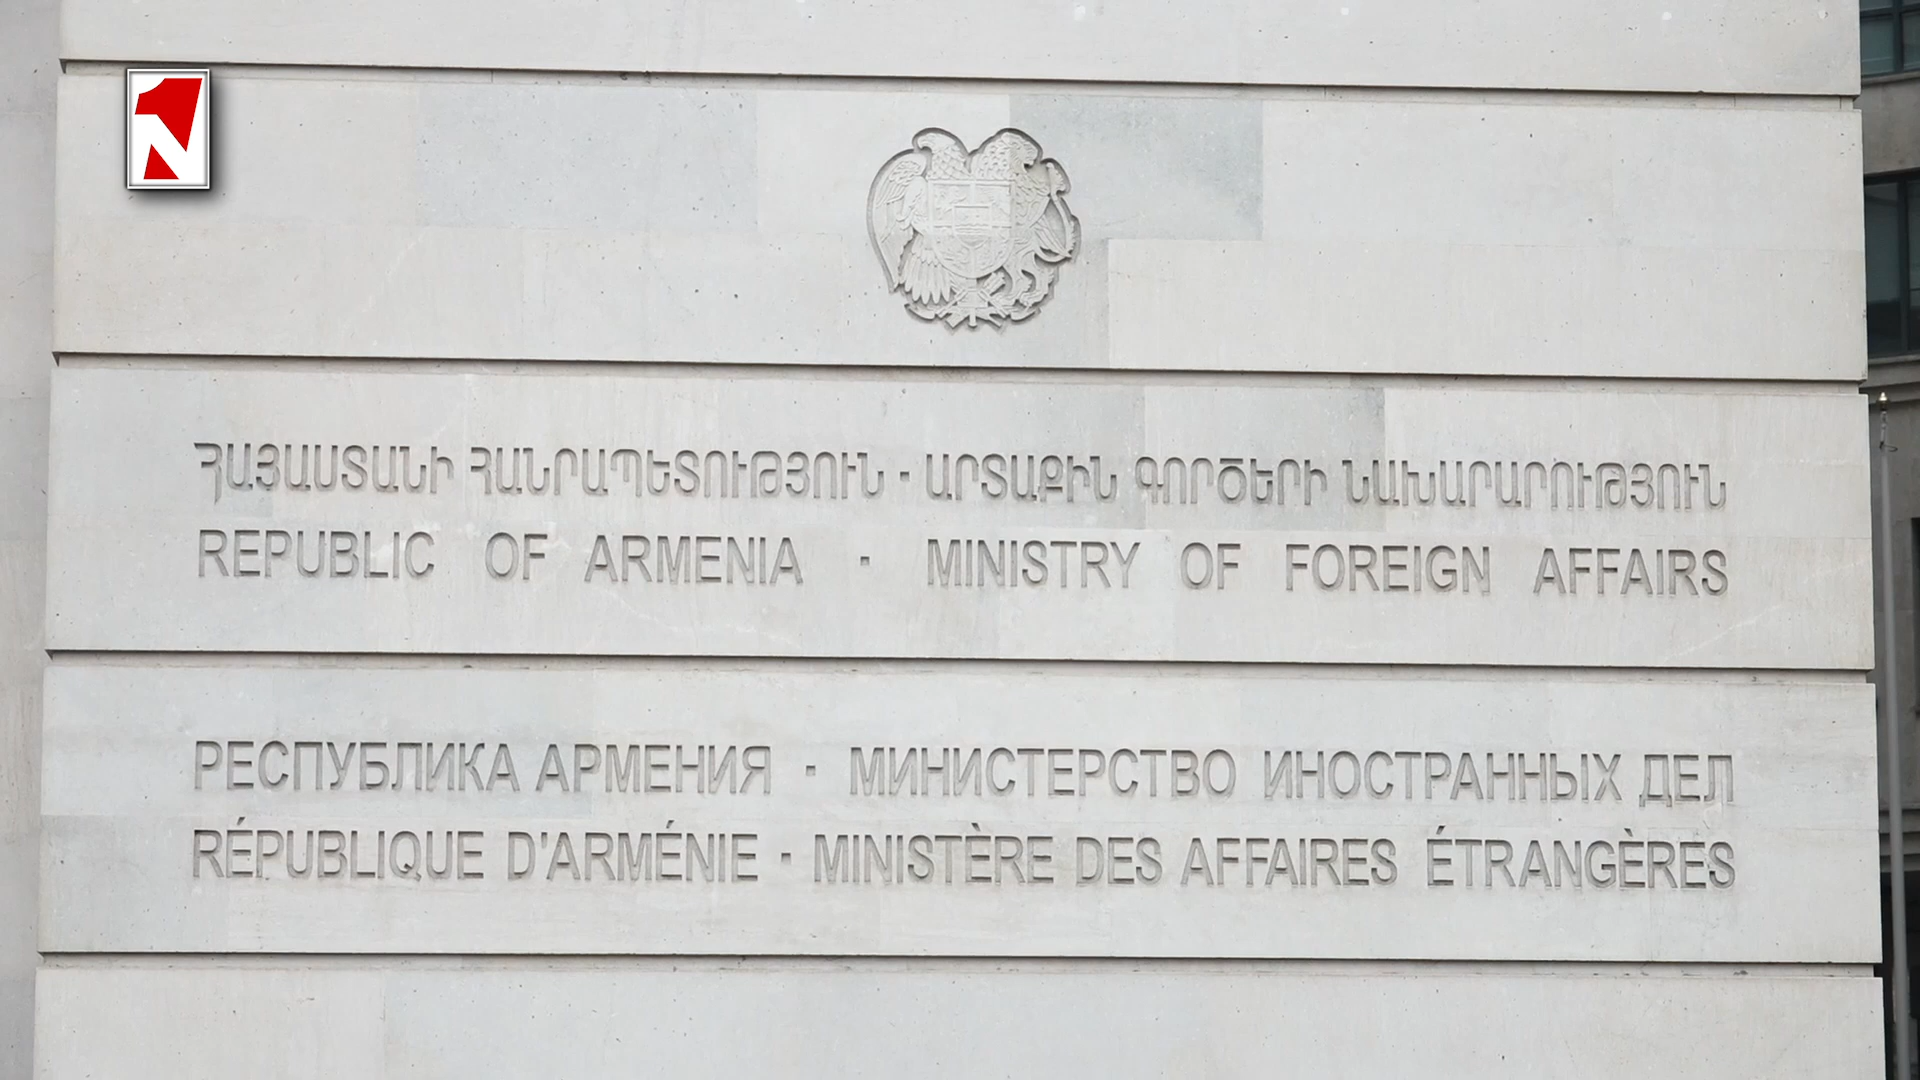 1N
ՀԱՅԱՍՏԱՆԻ ՀԱՆՐԱՊԵՏՈՒԹՅՈՒՆ · ԱՐՏԱՔԻՆ ԳՈՐԾԵՐԻ ՆԱԽԱՐԱՐՈՒԹՅՈՒՆ
REPUBLIC OF ARMENIA · MINISTRY OF FOREIGN AFFAIRS
РЕСПУБЛИКА АРМЕНИЯ · МИНИСТЕРСТВО ИНОСТРАННЫХ ДЕЛ
RÉPUBLIQUE D'ARMÉNIE · MINISTÈRE DES AFFAIRES ÉTRANGÈRES